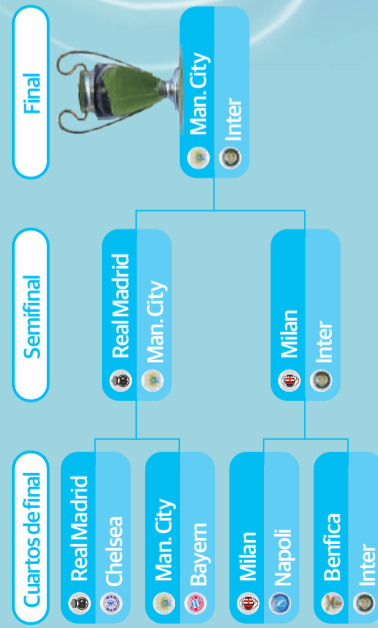 Cuartos de final
Real Madrid
Chelsea
Man. City
Bayern
Milan
Napoli
Benfica
Inter
Semifinal
Real Madrid
Man. City
Milan
Inter
Final
Man. City
Inter